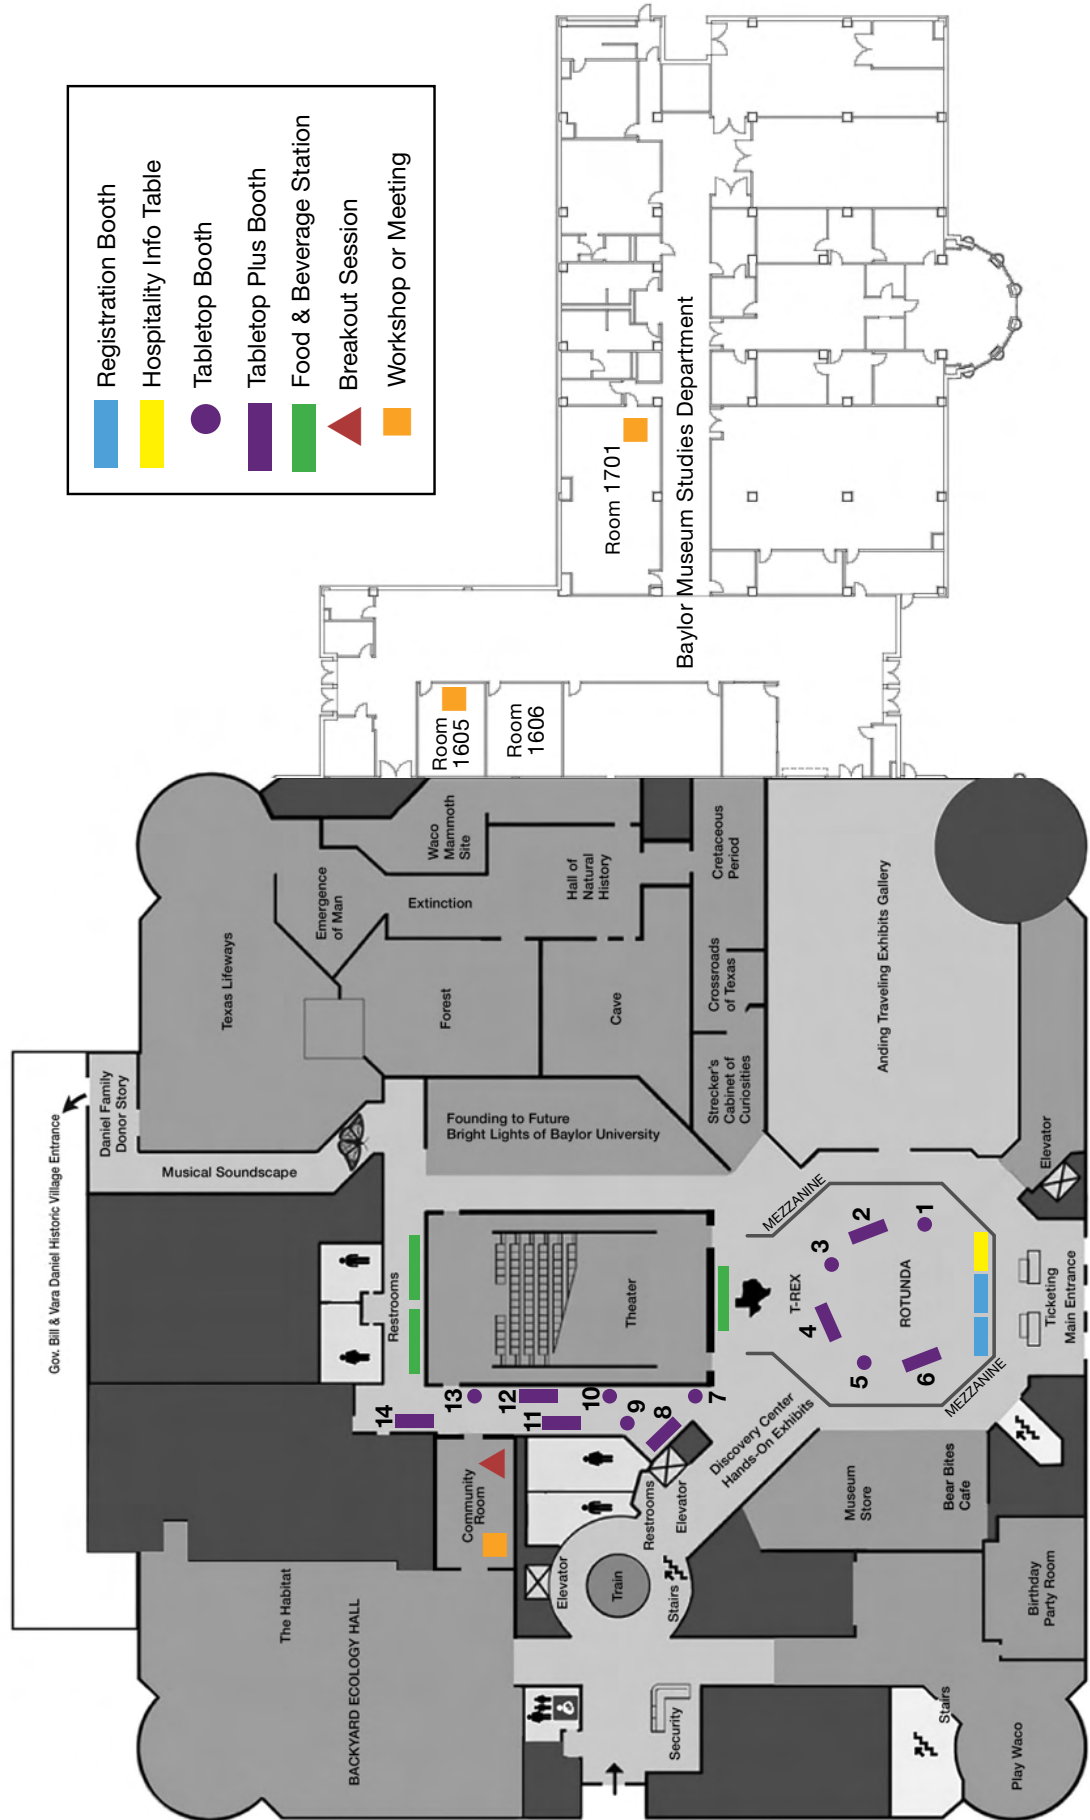 Registration Booth
Hospitality Info Table
Tabletop Booth
Tabletop Plus Booth
Food & Beverage Station
Breakout Session
Workshop or Meeting
Room 1701
Baylor Museum Studies Department
Room
1605
Room
1606
Gov. Bill & Vara Daniel Historic Village Entrance
Daniel Family
Donor Story
Musical Soundscape
Texas Lifeways
Emergence
of Man
Waco
Mammoth
Site
Extinction
Hall of
Natural
History
Forest
Cave
Cretaceous
Period
Crossroads
of Texas
Strecker's
Cabinet of
Curiosities
Anding Traveling Exhibits Gallery
Founding to Future
Bright Lights of Baylor University
Elevator
MEZZANINE
Restrooms
Theater
T-REX
ROTUNDA
1
2
3
4
5
6
Ticketing
Main Entrance
MEZZANINE
7
8
9
10
11
12
13
14
Discovery Center
Hands-On Exhibits
Community
Room
Restrooms
Elevator
Elevator
Train
Stairs
Museum
Store
Bear Bites
Cafe
Birthday
Party Room
The Habitat
BACKYARD ECOLOGY HALL
Security
Stairs
Play Waco